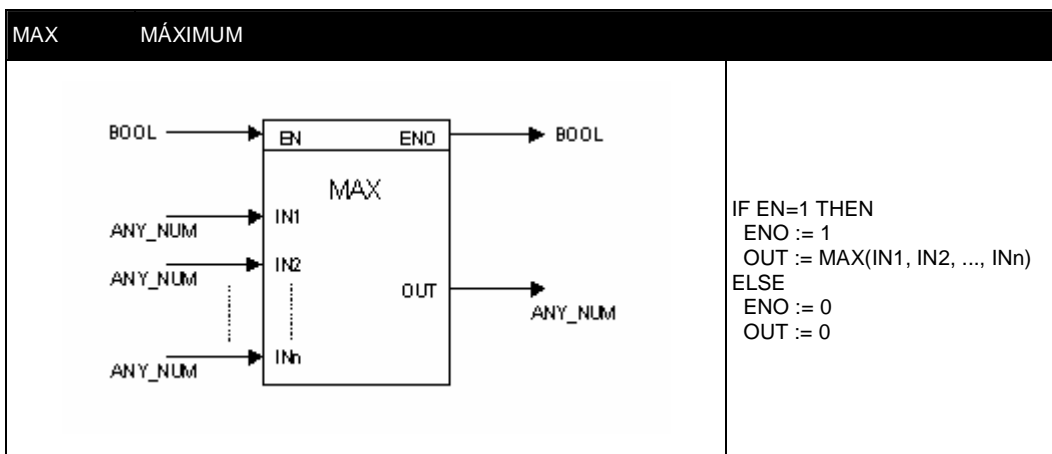 MAX MÁXIMUM
BOOL EN ENO BOOL
MAX
ANY_NUM IN1
ANY_NUM IN2
OUT ANY_NUM
ANY_NUM INn
IF EN=1 THEN
ENO := 1
OUT := MAX(IN1, IN2, ..., INn)
ELSE
ENO := 0
OUT := 0